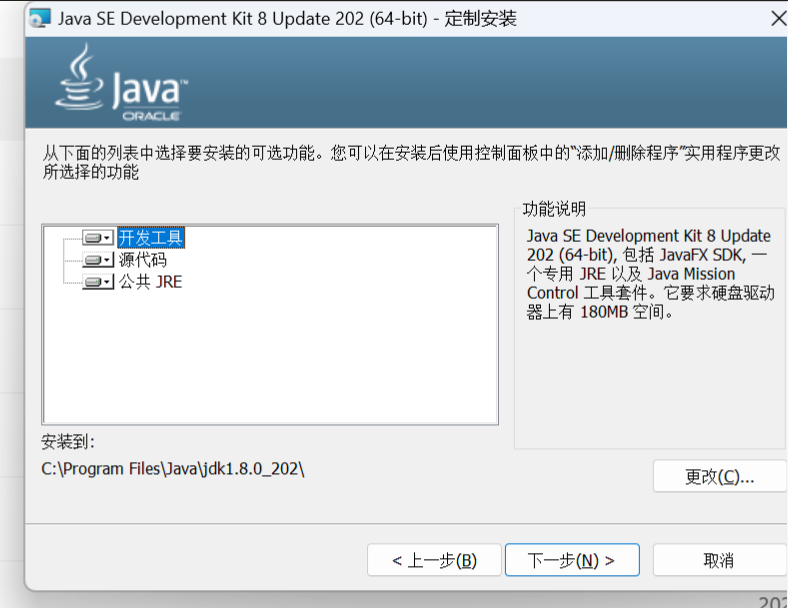 Java SE Development Kit 8 Update 202 (64-bit) - 定制安装
Java™
ORACLE
从下面的列表中选择要安装的可选功能。您可以在安装后使用控制面板中的“添加/删除程序”实用程序更改
所选择的功能
开发工具
源代码
公共 JRE
功能说明
Java SE Development Kit 8 Update
202 (64-bit), 包括 JavaFX SDK, 一
个专用 JRE 以及 Java Mission
Control 工具套件。它要求硬盘驱动
器上有 180MB 空间。
安装到:
C:\Program Files\Java\jdk1.8.0_202\
更改(C)...
< 上一步(B)
下一步(N) >
取消